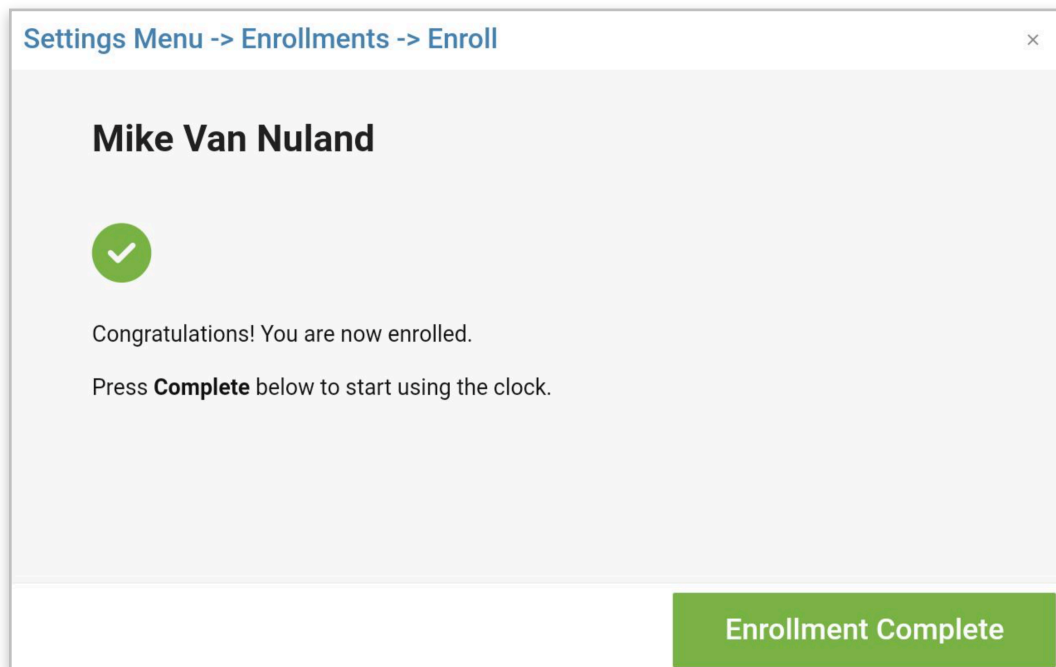 Settings Menu -> Enrollments -> Enroll ×
Mike Van Nuland
Congratulations! You are now enrolled.
Press Complete below to start using the clock.
Enrollment Complete